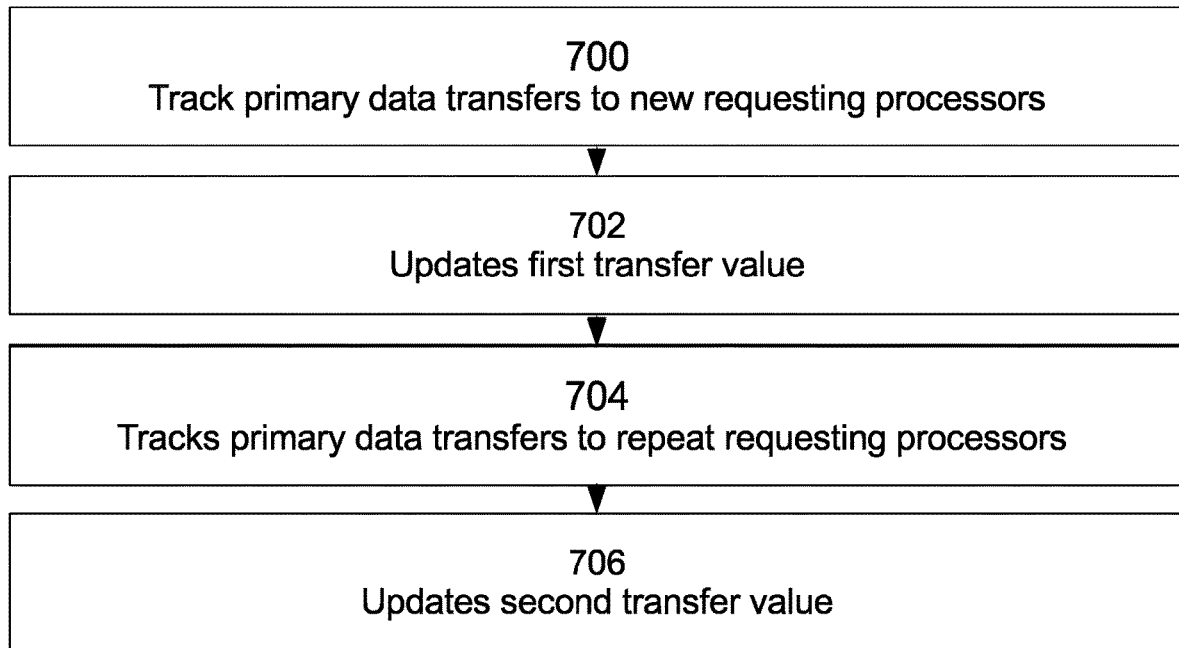 700
Track primary data transfers to new requesting processors
702
Updates first transfer value
704
Tracks primary data transfers to repeat requesting processors
706
Updates second transfer value